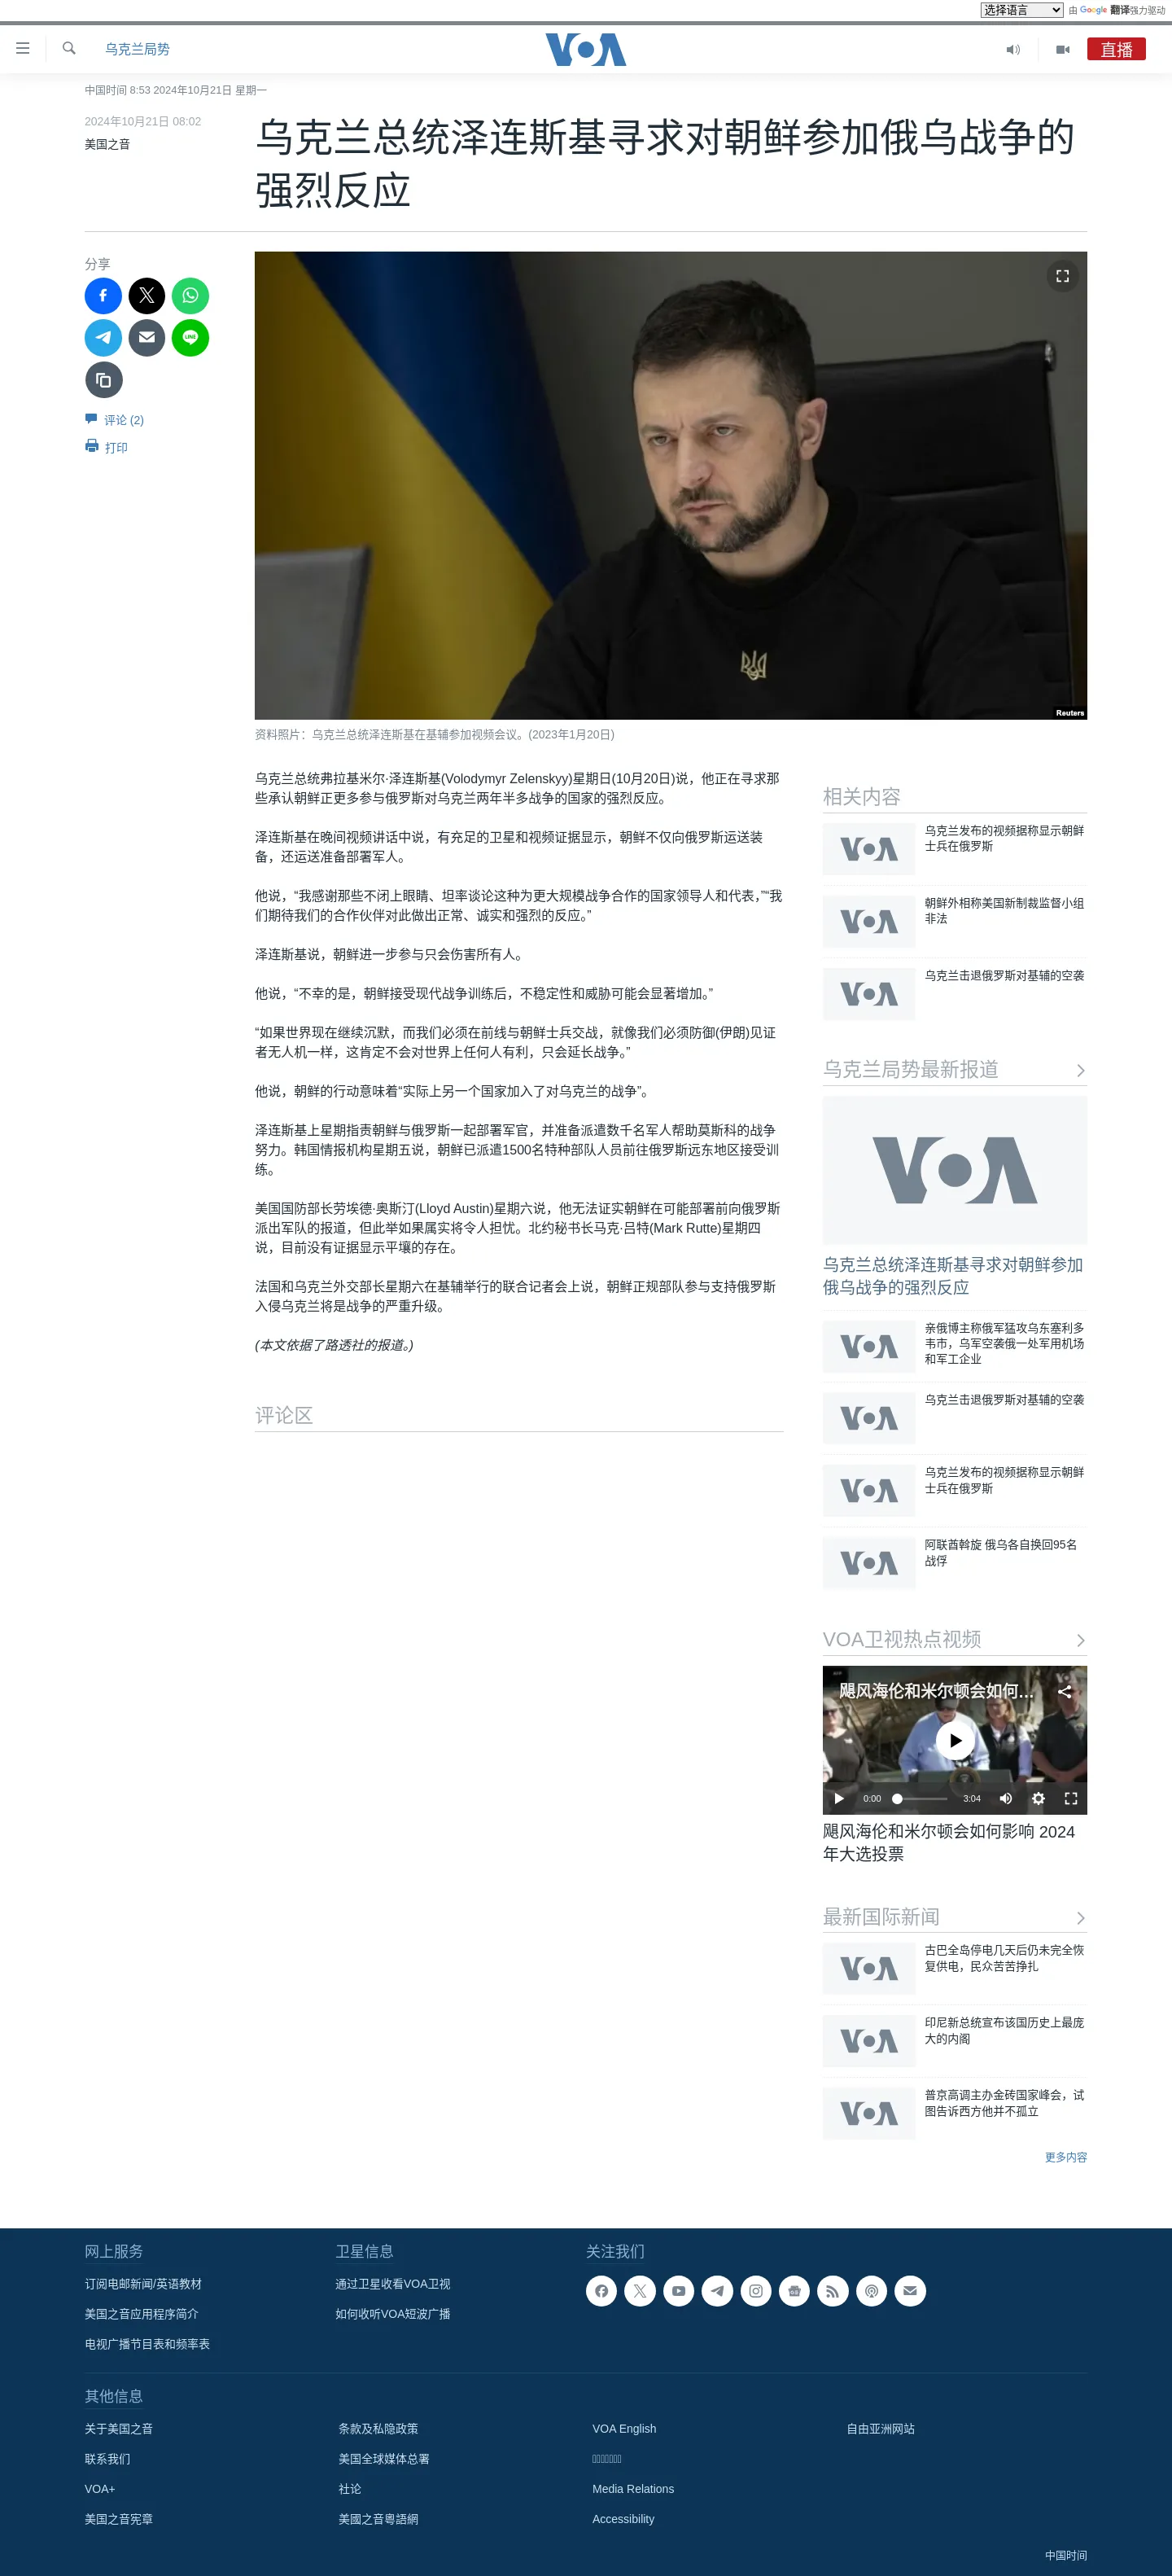 选择语言 由 Google 翻译强力驱动
乌克兰局势
VOA
直播
中国时间 8:53 2024年10月21日 星期一
2024年10月21日 08:02
美国之音
乌克兰总统泽连斯基寻求对朝鲜参加俄乌战争的
强烈反应
分享
LINE
评论 (2)
打印
Reuters
资料照片：乌克兰总统泽连斯基在基辅参加视频会议。(2023年1月20日)
乌克兰总统弗拉基米尔·泽连斯基(Volodymyr Zelenskyy)星期日(10月20日)说，他正在寻求那
些承认朝鲜正更多参与俄罗斯对乌克兰两年半多战争的国家的强烈反应。
泽连斯基在晚间视频讲话中说，有充足的卫星和视频证据显示，朝鲜不仅向俄罗斯运送装
备，还运送准备部署军人。
他说，“我感谢那些不闭上眼睛、坦率谈论这种为更大规模战争合作的国家领导人和代表，”“我
们期待我们的合作伙伴对此做出正常、诚实和强烈的反应。”
泽连斯基说，朝鲜进一步参与只会伤害所有人。
他说，“不幸的是，朝鲜接受现代战争训练后，不稳定性和威胁可能会显著增加。”
“如果世界现在继续沉默，而我们必须在前线与朝鲜士兵交战，就像我们必须防御(伊朗)见证
者无人机一样，这肯定不会对世界上任何人有利，只会延长战争。”
他说，朝鲜的行动意味着“实际上另一个国家加入了对乌克兰的战争”。
泽连斯基上星期指责朝鲜与俄罗斯一起部署军官，并准备派遣数千名军人帮助莫斯科的战争
努力。韩国情报机构星期五说，朝鲜已派遣1500名特种部队人员前往俄罗斯远东地区接受训
练。
美国国防部长劳埃德·奥斯汀(Lloyd Austin)星期六说，他无法证实朝鲜在可能部署前向俄罗斯
派出军队的报道，但此举如果属实将令人担忧。北约秘书长马克·吕特(Mark Rutte)星期四
说，目前没有证据显示平壤的存在。
法国和乌克兰外交部长星期六在基辅举行的联合记者会上说，朝鲜正规部队参与支持俄罗斯
入侵乌克兰将是战争的严重升级。
(本文依据了路透社的报道。)
评论区
相关内容
VOA
乌克兰发布的视频据称显示朝鲜
士兵在俄罗斯
VOA
朝鲜外相称美国新制裁监督小组
非法
VOA
乌克兰击退俄罗斯对基辅的空袭
乌克兰局势最新报道
VOA
乌克兰总统泽连斯基寻求对朝鲜参加
俄乌战争的强烈反应
VOA
亲俄博主称俄军猛攻乌东塞利多
韦市，乌军空袭俄一处军用机场
和军工企业
VOA
乌克兰击退俄罗斯对基辅的空袭
VOA
乌克兰发布的视频据称显示朝鲜
士兵在俄罗斯
VOA
阿联酋斡旋 俄乌各自换回95名
战俘
VOA卫视热点视频
飓风海伦和米尔顿会如何...
0:00 3:04
飓风海伦和米尔顿会如何影响 2024
年大选投票
最新国际新闻
VOA
古巴全岛停电几天后仍未完全恢
复供电，民众苦苦挣扎
VOA
印尼新总统宣布该国历史上最庞
大的内阁
VOA
普京高调主办金砖国家峰会，试
图告诉西方他并不孤立
更多内容
网上服务
订阅电邮新闻/英语教材
美国之音应用程序简介
电视广播节目表和频率表
卫星信息
通过卫星收看VOA卫视
如何收听VOA短波广播
关注我们
其他信息
关于美国之音
联系我们
VOA+
美国之音宪章
条款及私隐政策
美国全球媒体总署
社论
美國之音粵語網
VOA English
Media Relations
Accessibility
自由亚洲网站
中国时间